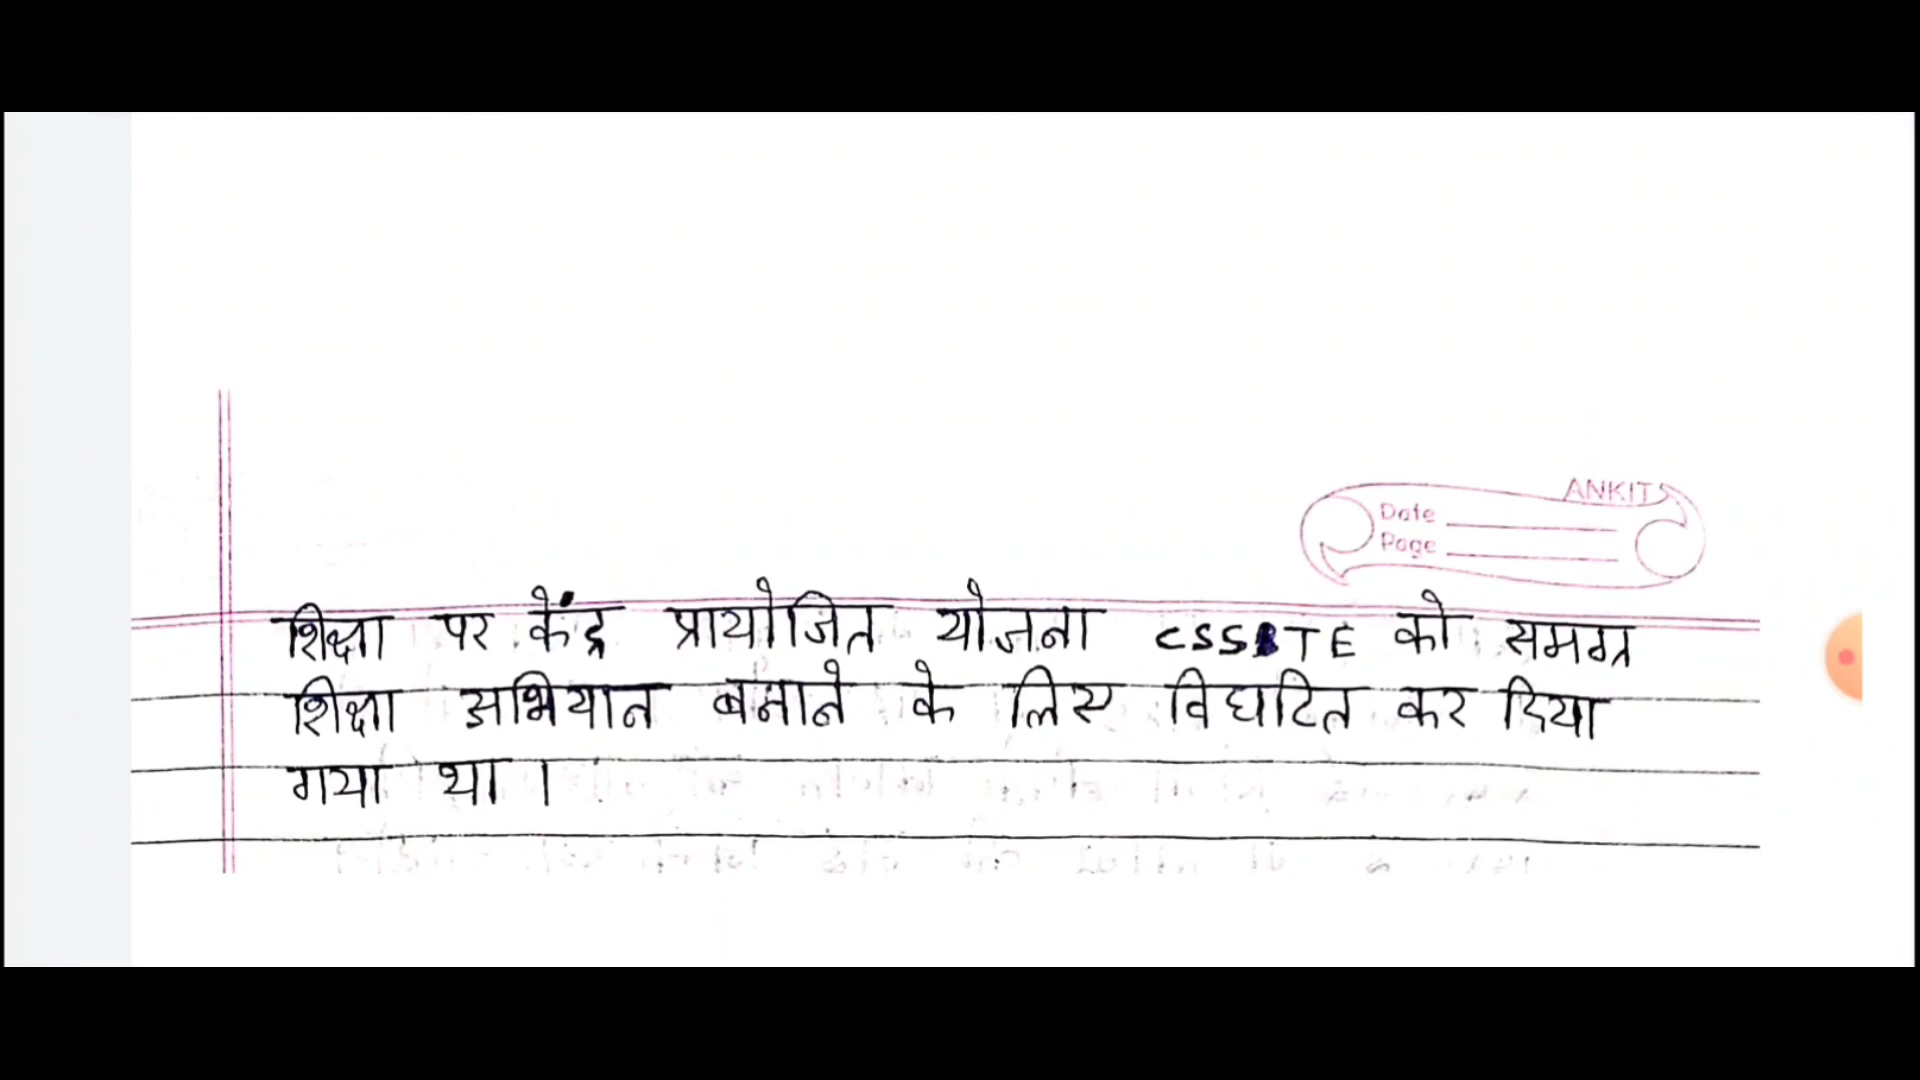 ANKIT
Date
Page
शिक्षा पर केंद्र प्रायोजित योजना CSSTE को समग्र
शिक्षा अभियान बनाने के लिए विघटित कर दिया
गया था ।